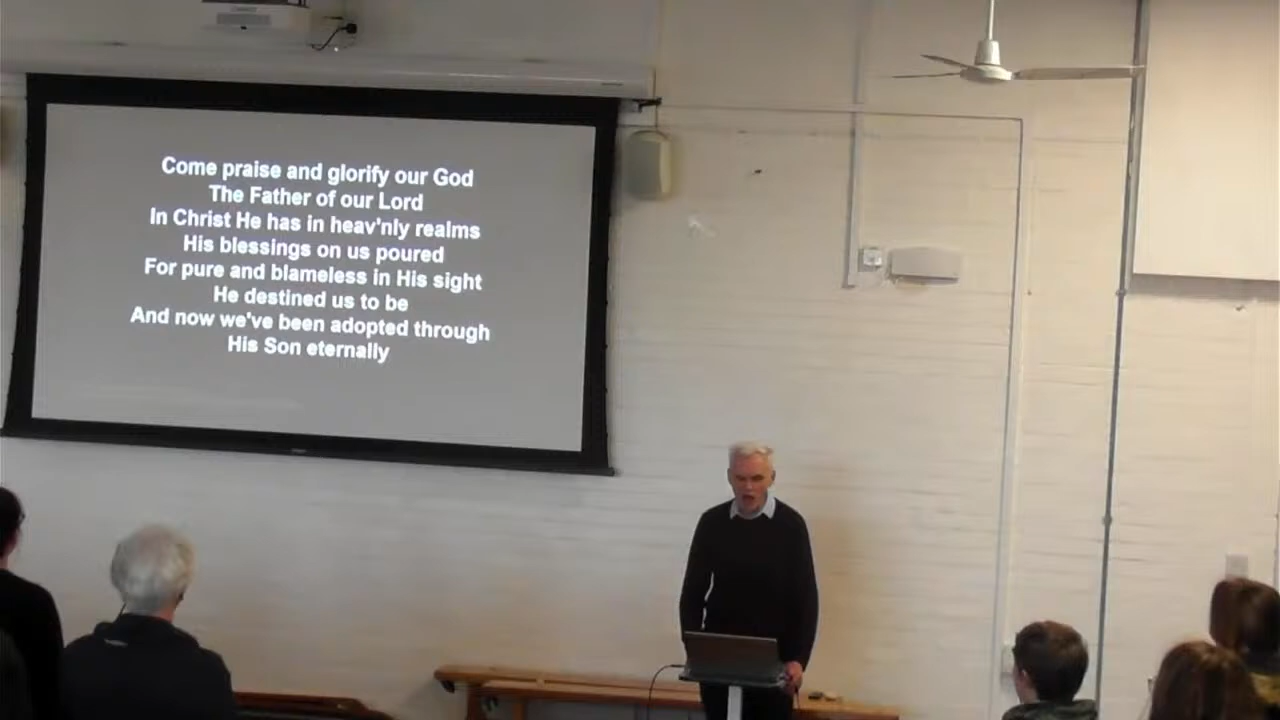 Come praise and glorify our God
The Father of our Lord
In Christ He has in heav'nly realms
His blessings on us poured
For pure and blameless in His sight
He destined us to be
And now we've been adopted through
His Son eternally